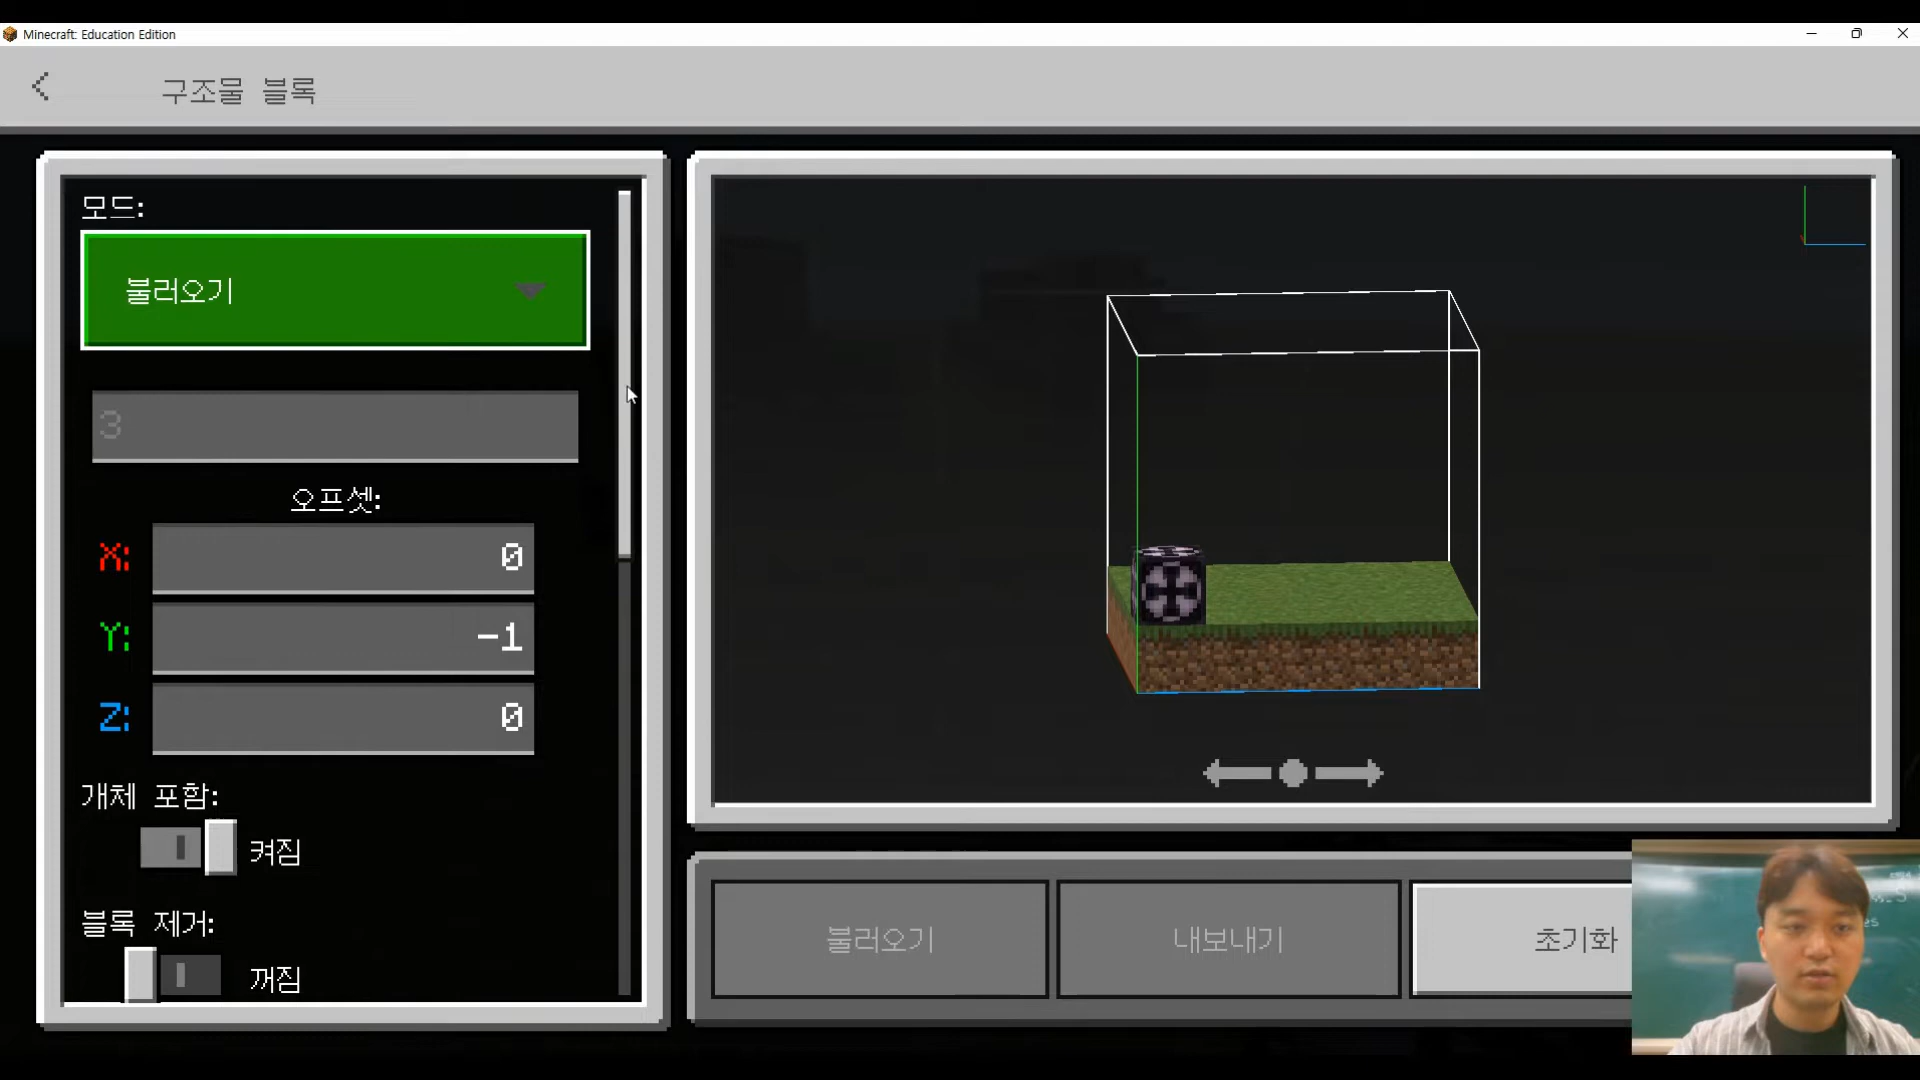 Minecraft: Education Edition
구조물 블록
모드:
불러오기
3
오프셋:
X: 0
Y: -1
Z: 0
개체 포함:
켜짐
블록 제거:
꺼짐
불러오기
내보내기
초기화